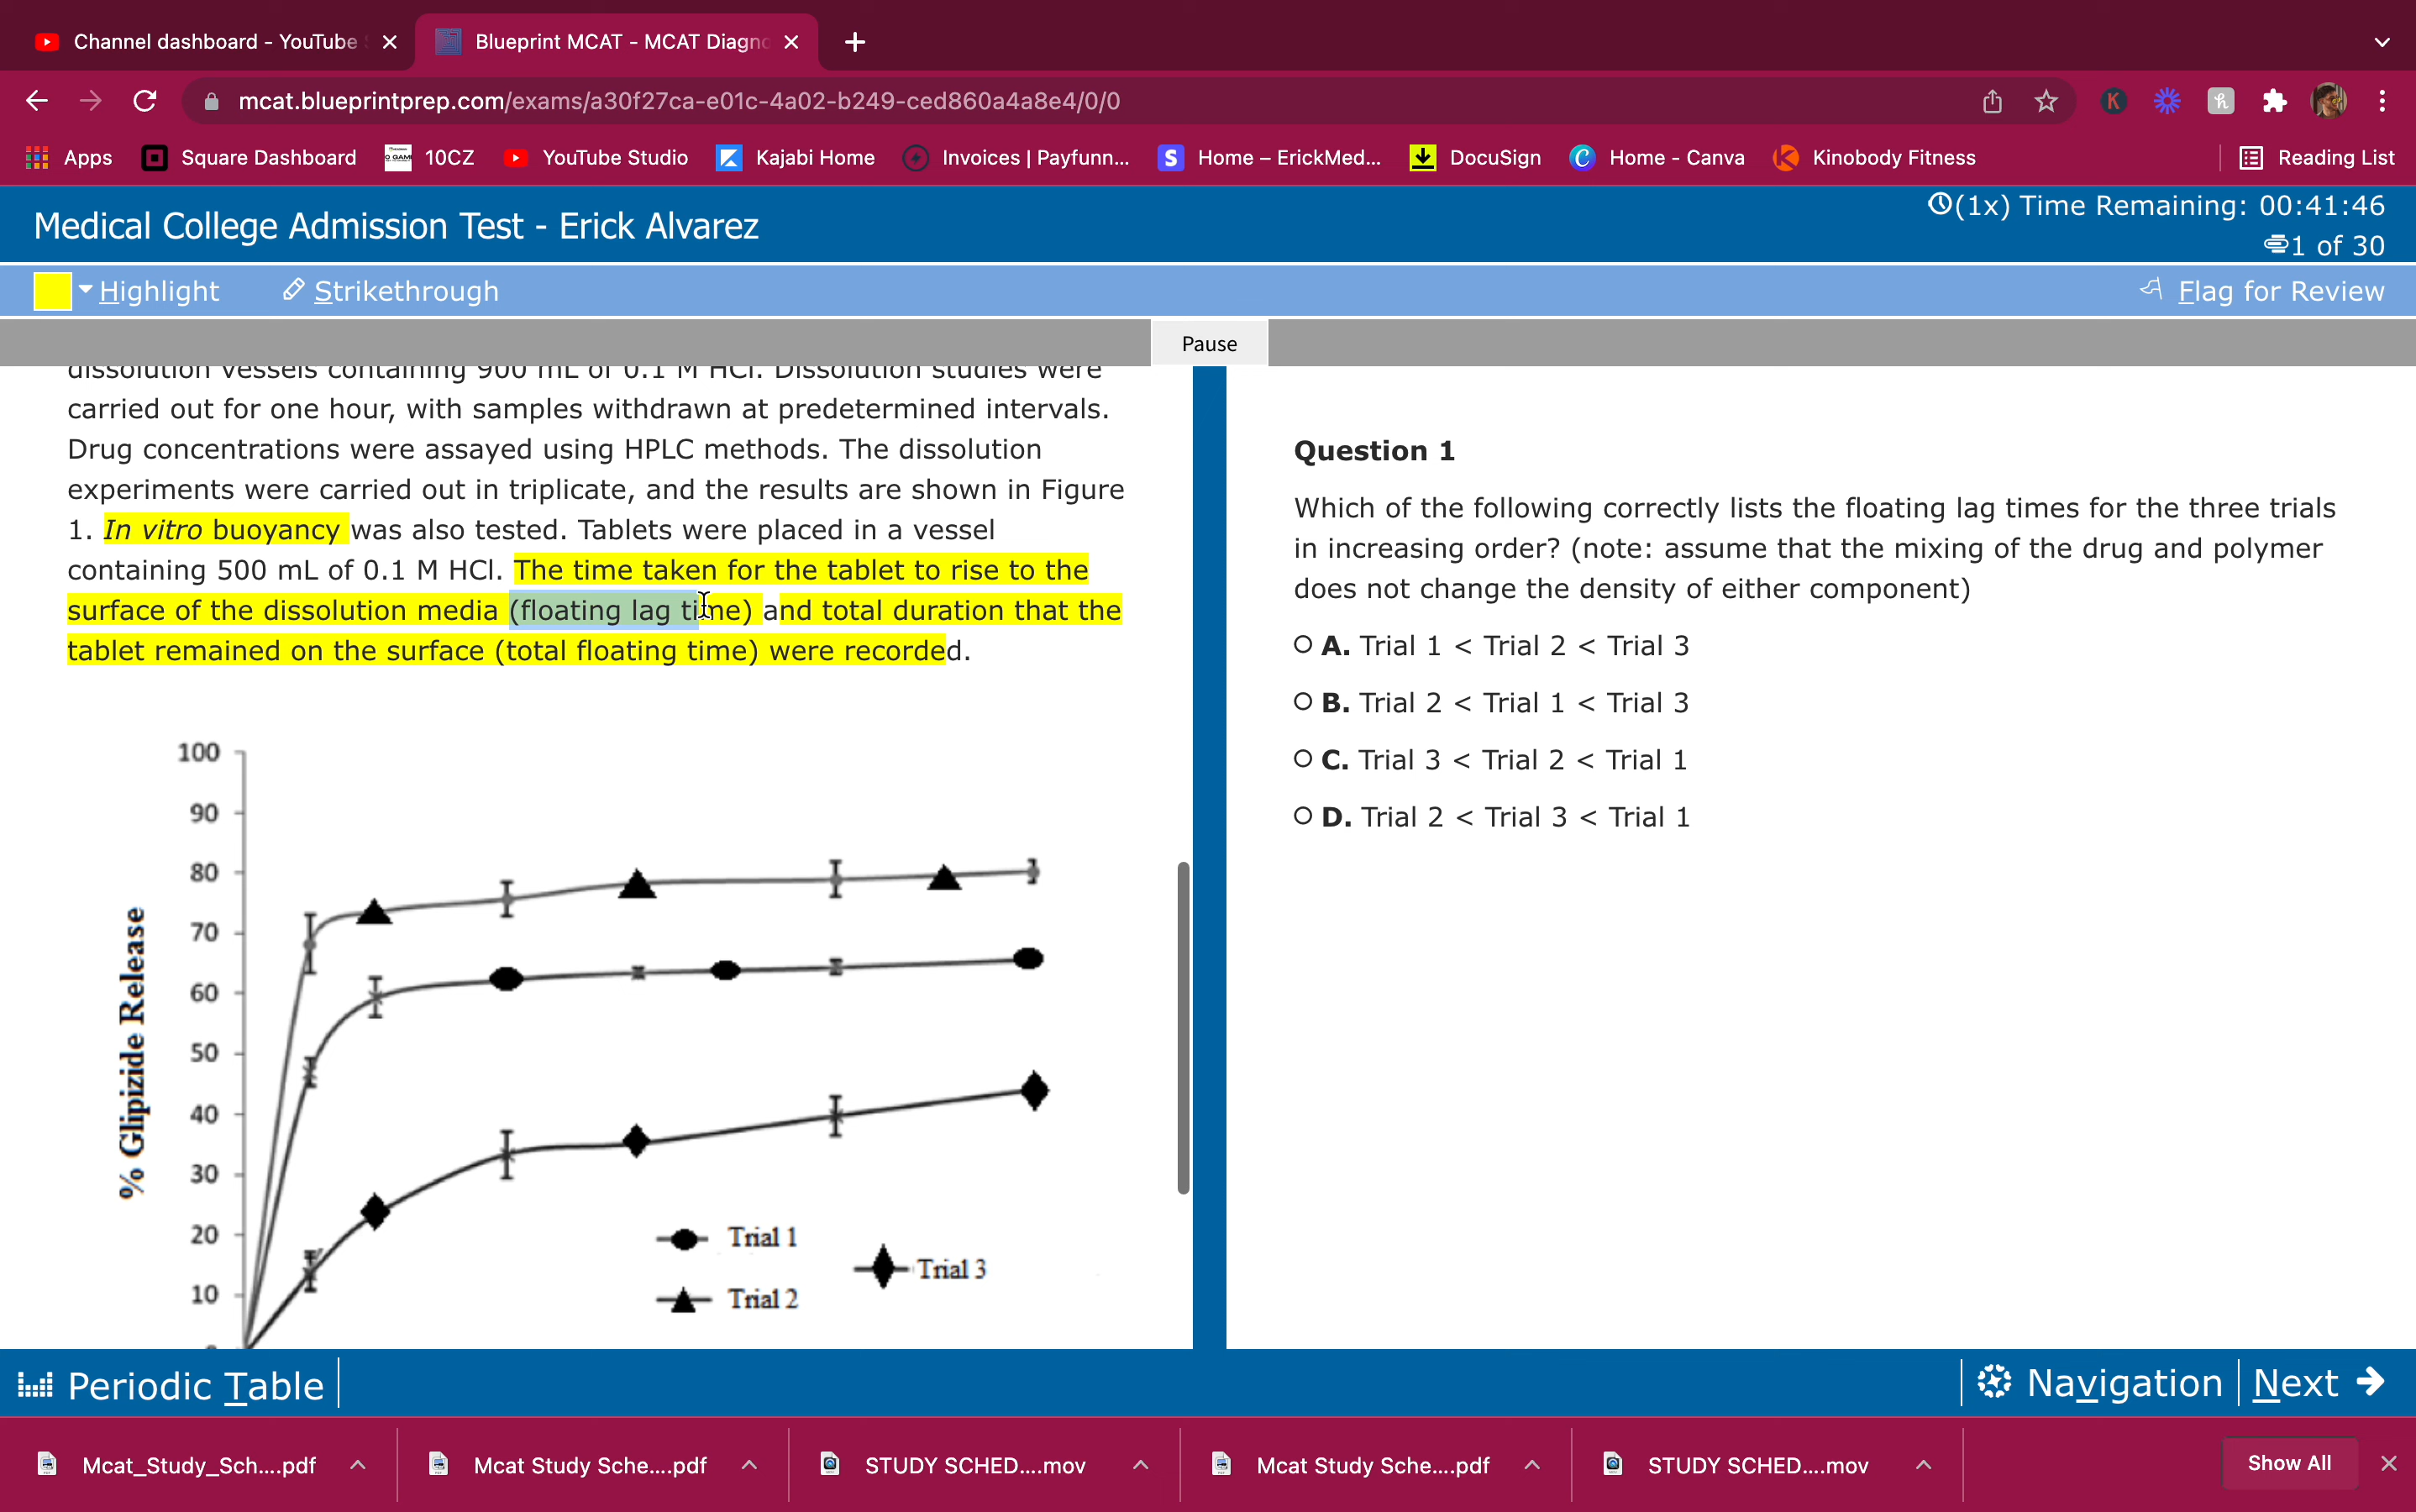 Channel dashboard - YouTube
Blueprint MCAT - MCAT Diagno
mcat.blueprintprep.com/exams/a30f27ca-e01c-4a02-b249-ced860a4a8e4/0/0
Apps
Square Dashboard
10CZ
YouTube Studio
Kajabi Home
Invoices | Payfunn...
Home – ErickMed...
DocuSign
Home - Canva
Kinobody Fitness
Reading List
Medical College Admission Test - Erick Alvarez
(1x) Time Remaining: 00:41:46
1 of 30
Highlight
Strikethrough
Flag for Review
Pause
dissolution vessels containing 900 mL of 0.1 M HCl. Dissolution studies were
carried out for one hour, with samples withdrawn at predetermined intervals.
Drug concentrations were assayed using HPLC methods. The dissolution
experiments were carried out in triplicate, and the results are shown in Figure
1. In vitro buoyancy was also tested. Tablets were placed in a vessel
containing 500 mL of 0.1 M HCl. The time taken for the tablet to rise to the
surface of the dissolution media (floating lag time) and total duration that the
tablet remained on the surface (total floating time) were recorded.
100
90
80
70
60
50
40
30
20
10
% Glipizide Release
Trial 1
Trial 2
Trial 3
Question 1
Which of the following correctly lists the floating lag times for the three trials
in increasing order? (note: assume that the mixing of the drug and polymer
does not change the density of either component)
A. Trial 1 < Trial 2 < Trial 3
B. Trial 2 < Trial 1 < Trial 3
C. Trial 3 < Trial 2 < Trial 1
D. Trial 2 < Trial 3 < Trial 1
Periodic Table
Navigation
Next
Mcat_Study_Sch....pdf
Mcat Study Sche....pdf
STUDY SCHED....mov
Mcat Study Sche....pdf
STUDY SCHED....mov
Show All